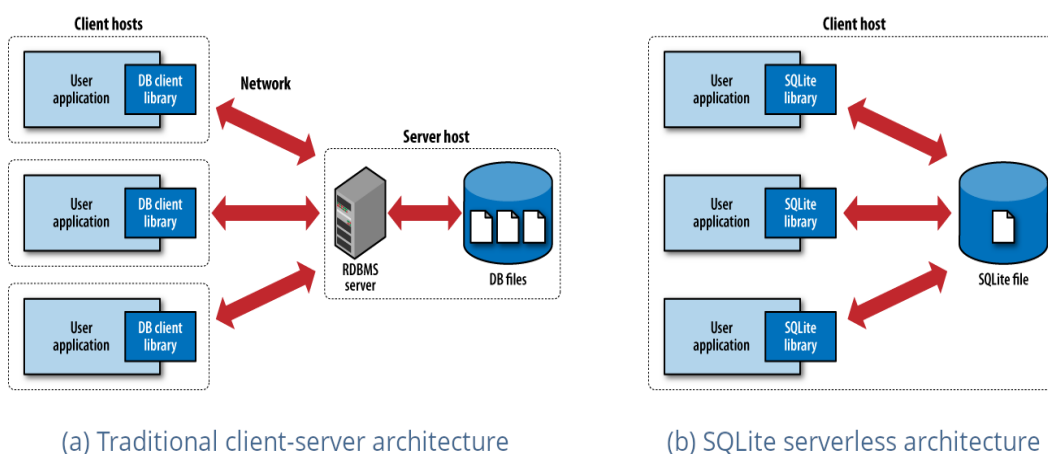 Client hosts
User
application
DB client
library
Network
User
application
DB client
library
User
application
DB client
library
Server host
RDBMS
server
DB files
(a) Traditional client-server architecture
Client host
User
application
SQLite
library
User
application
SQLite
library
User
application
SQLite
library
SQLite file
(b) SQLite serverless architecture